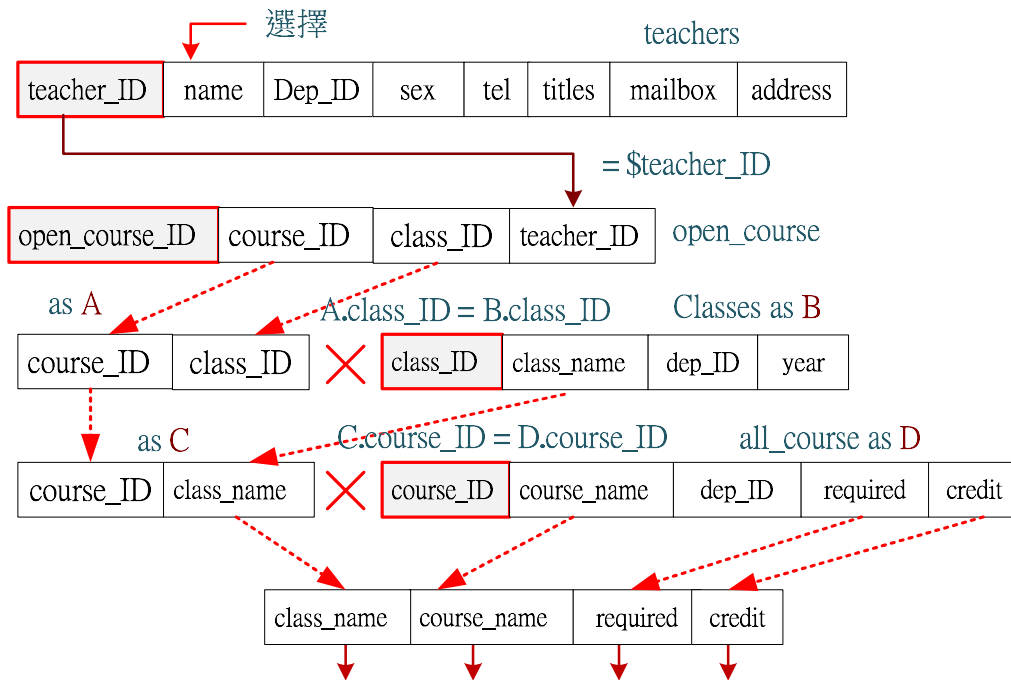 選擇
teachers
teacher_ID name Dep_ID sex tel titles mailbox address
= $teacher_ID
open_course_ID course_ID class_ID teacher_ID open_course
as A A.class_ID = B.class_ID Classes as B
course_ID class_ID class_ID class_name dep_ID year
as C C.course_ID = D.course_ID all_course as D
course_ID class_name course_ID course_name dep_ID required credit
class_name course_name required credit